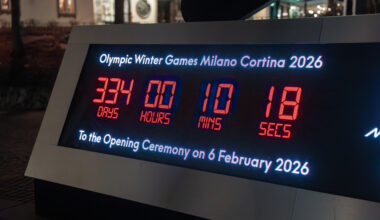 Olympic Winter Games Milano Cortina 2026
334 00 10 18
DAYS HOURS MINS SECS
To the Opening Ceremony on 6 February 2026